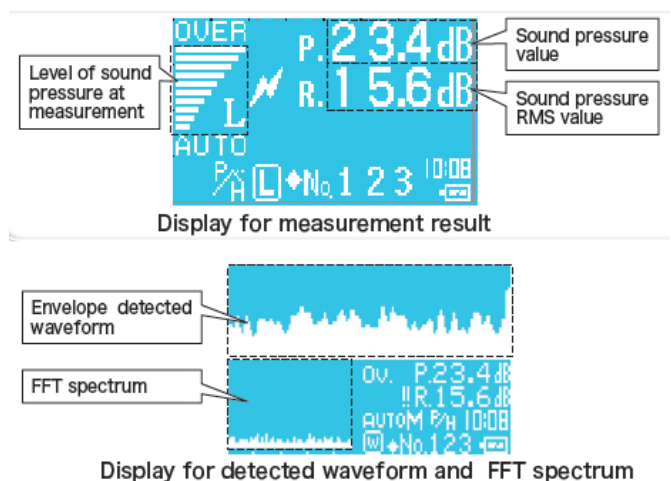 OVER
P.23.4dB
Sound pressure
value
Level of sound
pressure at
measurement
L
R.15.6dB
Sound pressure
RMS value
AUTO
P/H L ◆No.123 10:08
Display for measurement result
Envelope detected
waveform
FFT spectrum
OV. P.23.4dB
!!R.15.6dB
AUTOM P/H 10:08
W ◆No.123
Display for detected waveform and FFT spectrum